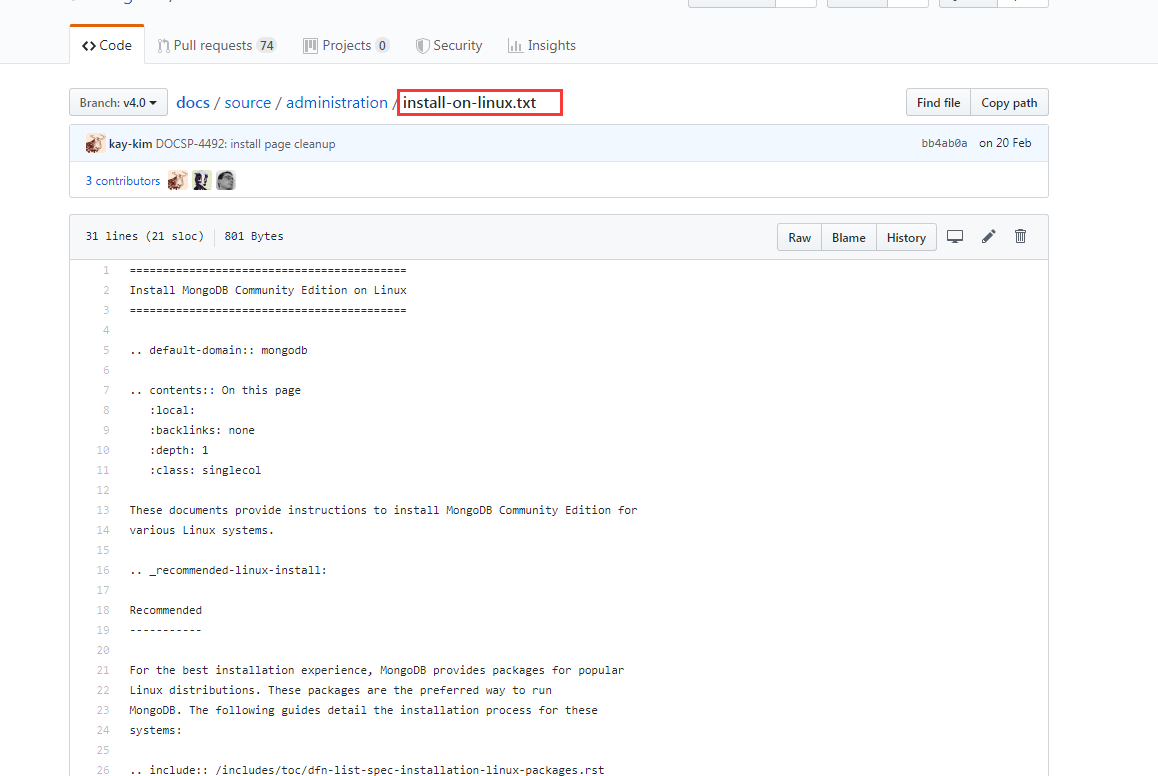 Code
Pull requests 74
Projects 0
Security
Insights
Branch: v4.0
docs / source / administration / install-on-linux.txt
Find file
Copy path
kay-kim DOCSP-4492: install page cleanup
bb4ab0a on 20 Feb
3 contributors
31 lines (21 sloc) 801 Bytes
Raw
Blame
History
1 ==========================================
2 Install MongoDB Community Edition on Linux
3 ==========================================
4
5 .. default-domain:: mongodb
6
7 .. contents:: On this page
8 :local:
9 :backlinks: none
10 :depth: 1
11 :class: singlecol
12
13 These documents provide instructions to install MongoDB Community Edition for
14 various Linux systems.
15
16 .. _recommended-linux-install:
17
18 Recommended
19 -----------
20
21 For the best installation experience, MongoDB provides packages for popular
22 Linux distributions. These packages are the preferred way to run
23 MongoDB. The following guides detail the installation process for these
24 systems:
25
26 .. include:: /includes/toc/dfn-list-spec-installation-linux-packages.rst